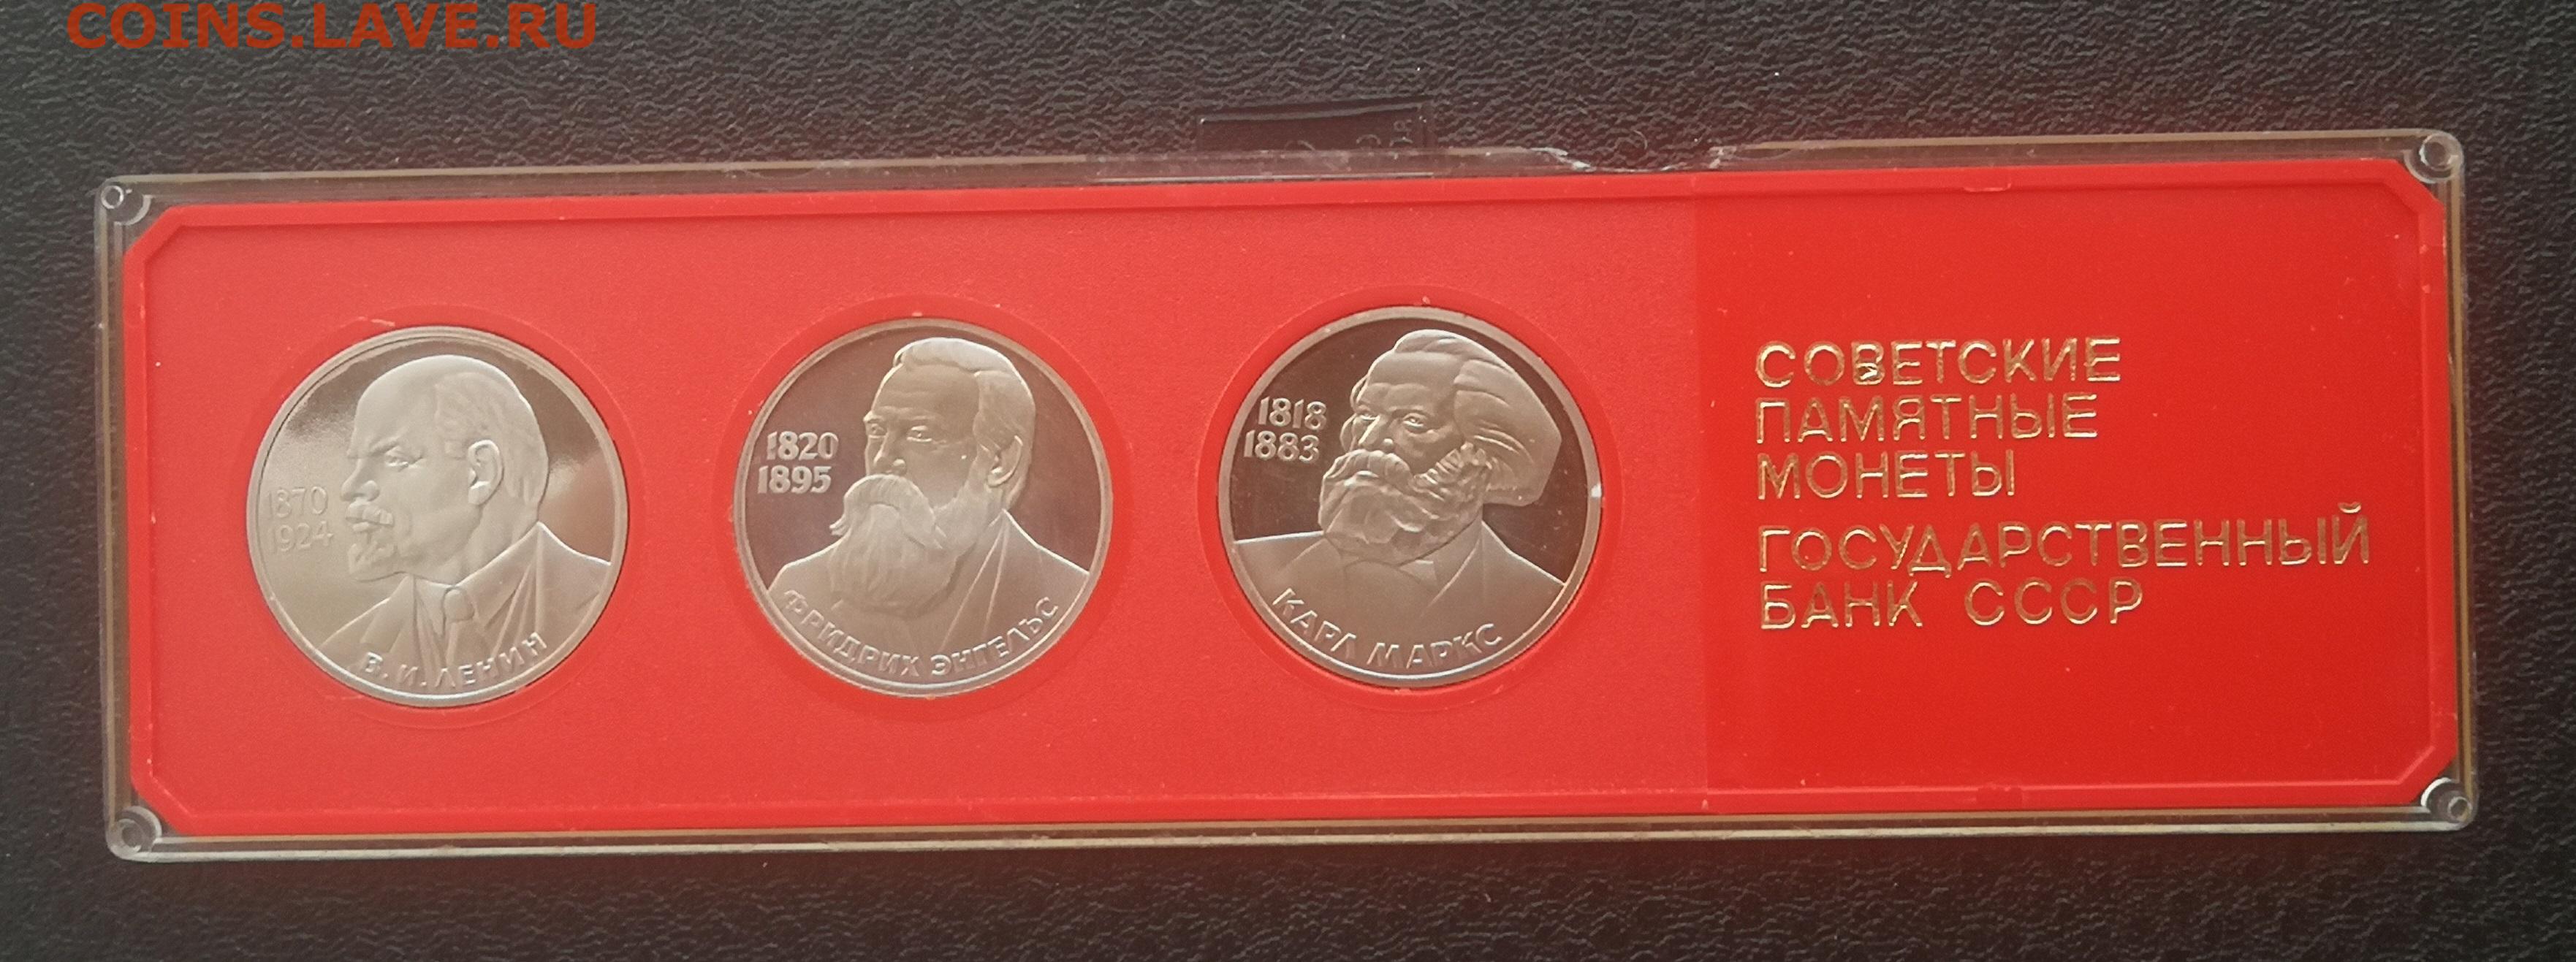 COINS.LAVE.RU
1870
1924
В. И. ЛЕНИН
1820
1895
ФРИДРИХ ЭНГЕЛЬС
1818
1883
КАРЛ МАРКС
СОВЕТСКИЕ
ПАМЯТНЫЕ
МОНЕТЫ
ГОСУДАРСТВЕННЫЙ
БАНК СССР